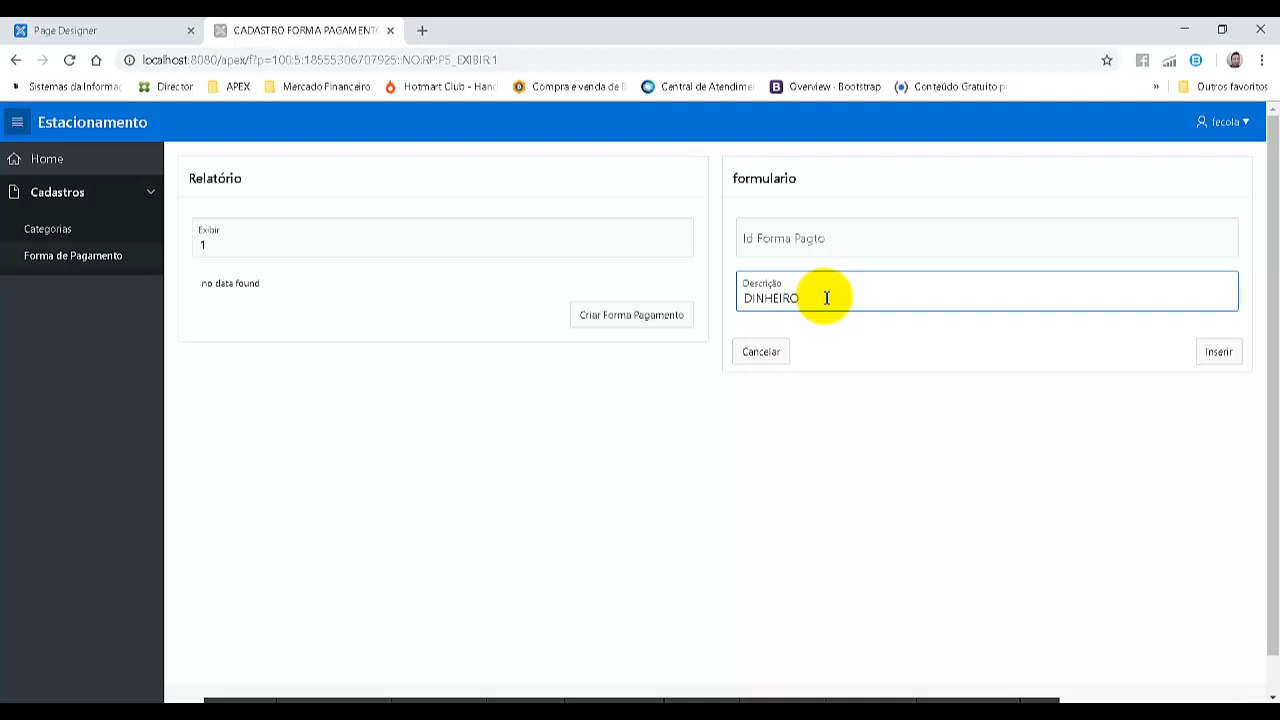 Page Designer
CADASTRO FORMA PAGAMENT
localhost:8080/apex/f?p=100:5:18555306707925::NO:RP:P5_EXIBIR:1
Sistemas da Informaç
Director
APEX
Mercado Financeiro
Hotmart Club - Hand
Compra e venda de B
Central de Atendime
Overview · Bootstrap
Conteúdo Gratuito p
»
Outros favoritos
Estacionamento
fecola
Home
Cadastros
Categorias
Forma de Pagamento
Relatório
Exibir
1
no data found
Criar Forma Pagamento
formulario
Id Forma Pagto
Descrição
DINHEIRO
Cancelar
Inserir